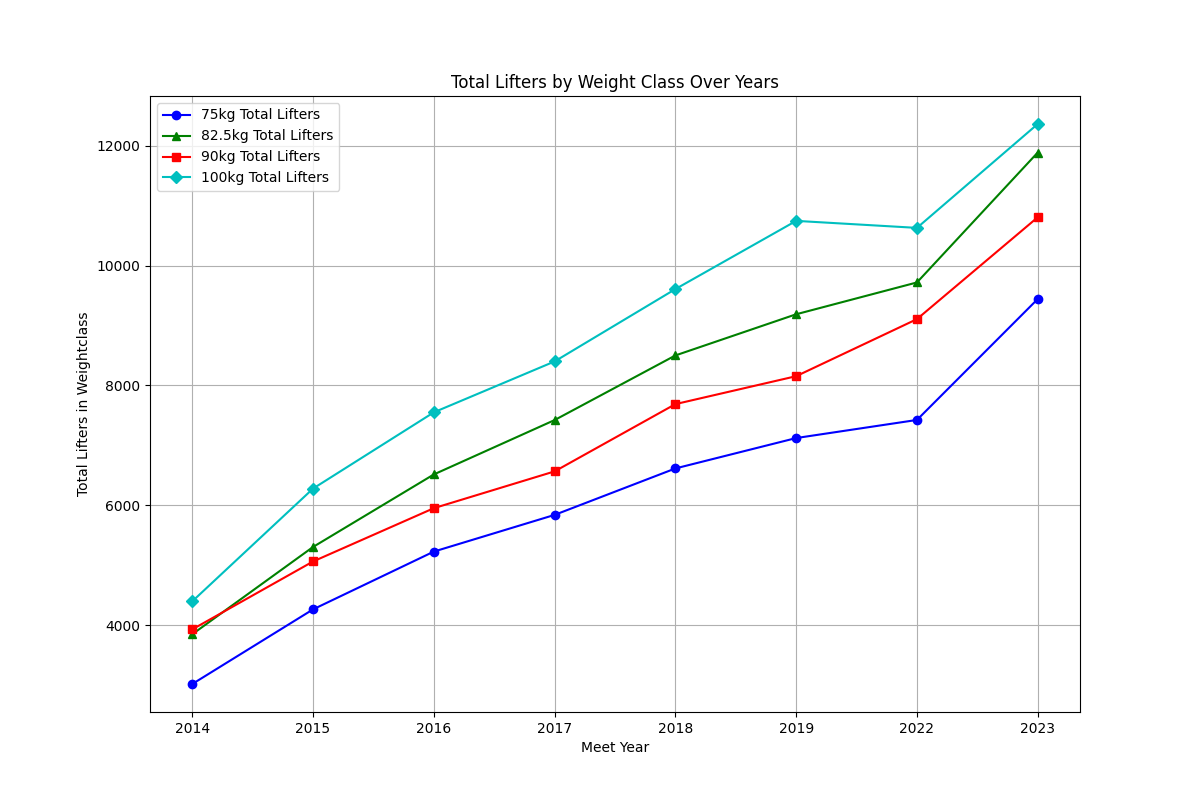 Total Lifters by Weight Class Over Years
75kg Total Lifters
82.5kg Total Lifters
90kg Total Lifters
100kg Total Lifters
12000
10000
8000
6000
4000
Total Lifters in Weightclass
2014 2015 2016 2017 2018 2019 2022 2023
Meet Year